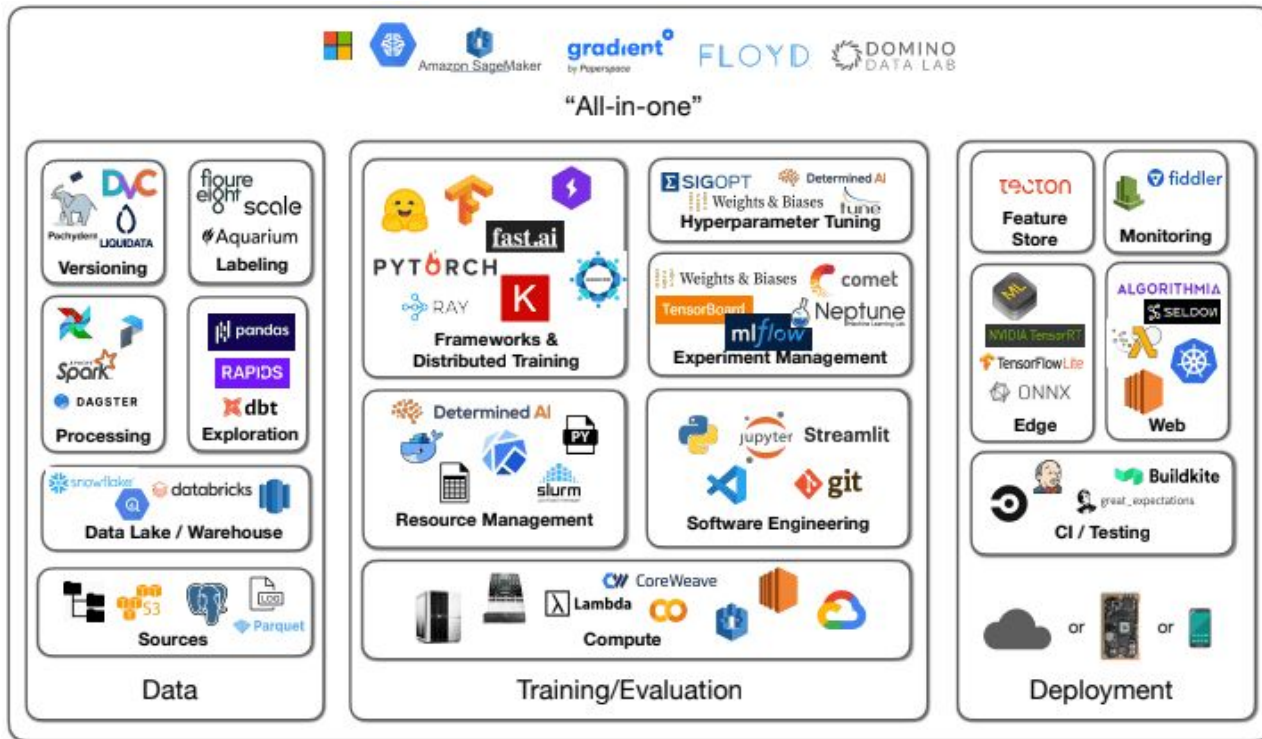 Amazon SageMaker
gradient
by Paperspace
FLOYD
DOMINO
DATA LAB
“All-in-one”
DVC
Pachyderm
LIQUIDATA
Versioning
figure
eight
scale
Aquarium
Labeling
APACHE
Spark
DAGSTER
Processing
pandas
RAPIDS
dbt
Exploration
snowflake
databricks
Data Lake / Warehouse
S3
LOG
Parquet
Sources
Data
fast.ai
PYTORCH
RAY
K
Frameworks &
Distributed Training
SIGOPT
Determined AI
Weights & Biases
tune
Hyperparameter Tuning
Weights & Biases
comet
TensorBoard
Neptune
Machine Learning Lab
mlflow
Experiment Management
Determined AI
PY
slurm
Resource Management
jupyter
Streamlit
git
Software Engineering
CoreWeave
Lambda
Compute
Training/Evaluation
tecton
Feature
Store
fiddler
Monitoring
ML
NVIDIA TensorRT
TensorFlow Lite
ONNX
Edge
ALGORITHMIA
SELDON
Web
Buildkite
great_expectations
CI / Testing
or
or
Deployment